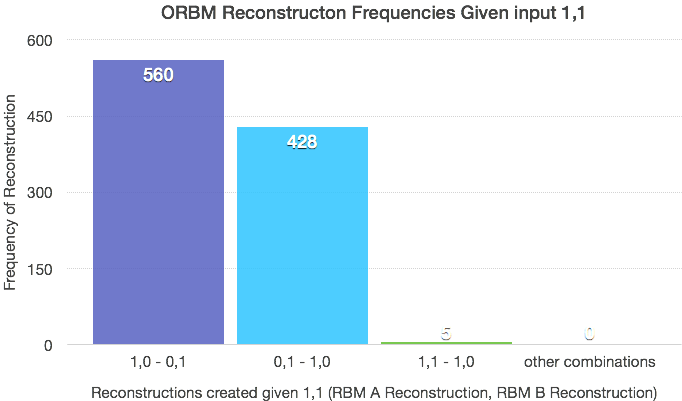 ORBM Reconstructon Frequencies Given input 1,1
Frequency of Reconstruction
600
450
300
150
0
560
428
5
0
1,0 - 0,1
0,1 - 1,0
1,1 - 1,0
other combinations
Reconstructions created given 1,1 (RBM A Reconstruction, RBM B Reconstruction)